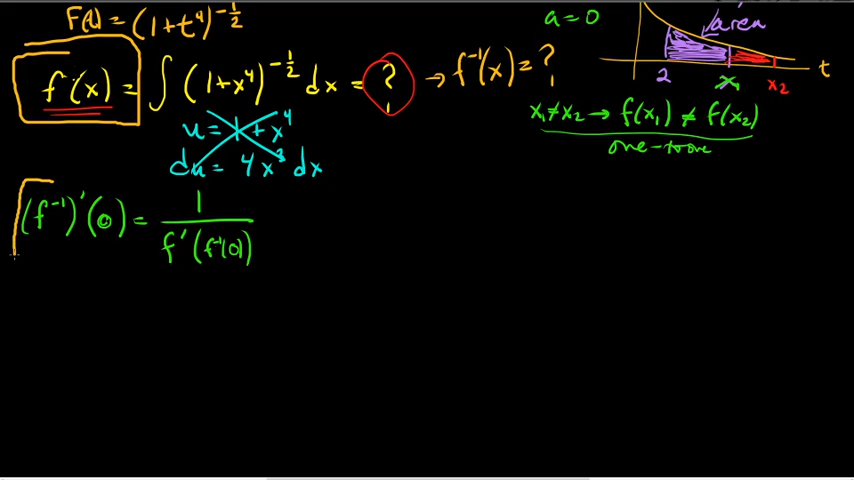 F(t) = (1+t⁴)^{-1/2}
a = 0
area
f(x) = ∫ (1+x⁴)^{-1/2} dx = ? → f⁻¹(x) = ?
2 x₁ x₂ t
x₁ ≠ x₂ → f(x₁) ≠ f(x₂)
one-to-one
u = 1 + x⁴
du = 4x³ dx
(f⁻¹)'(0) = 1 / f'(f⁻¹(0))